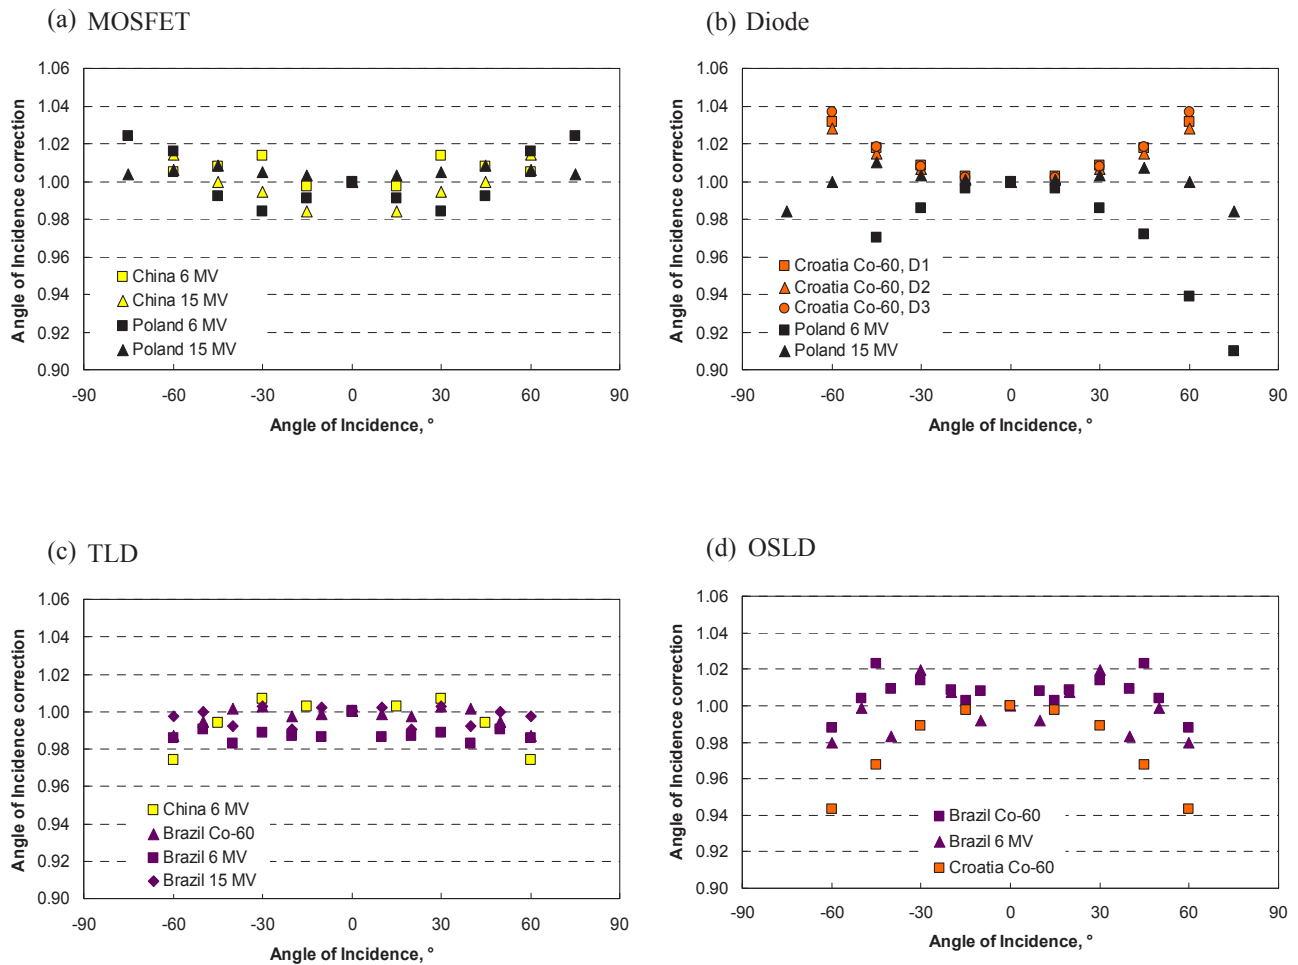 (a) MOSFET
Angle of Incidence correction
1.06
1.04
1.02
1.00
0.98
0.96
0.94
0.92
0.90
China 6 MV
China 15 MV
Poland 6 MV
Poland 15 MV
-90 -60 -30 0 30 60 90
Angle of Incidence, °
(b) Diode
Angle of Incidence correction
1.06
1.04
1.02
1.00
0.98
0.96
0.94
0.92
0.90
Croatia Co-60, D1
Croatia Co-60, D2
Croatia Co-60, D3
Poland 6 MV
Poland 15 MV
-90 -60 -30 0 30 60 90
Angle of Incidence, °
(c) TLD
Angle of Incidence correction
1.06
1.04
1.02
1.00
0.98
0.96
0.94
0.92
0.90
China 6 MV
Brazil Co-60
Brazil 6 MV
Brazil 15 MV
-90 -60 -30 0 30 60 90
Angle of Incidence, °
(d) OSLD
Angle of Incidence correction
1.06
1.04
1.02
1.00
0.98
0.96
0.94
0.92
0.90
Brazil Co-60
Brazil 6 MV
Croatia Co-60
-90 -60 -30 0 30 60 90
Angle of Incidence, °